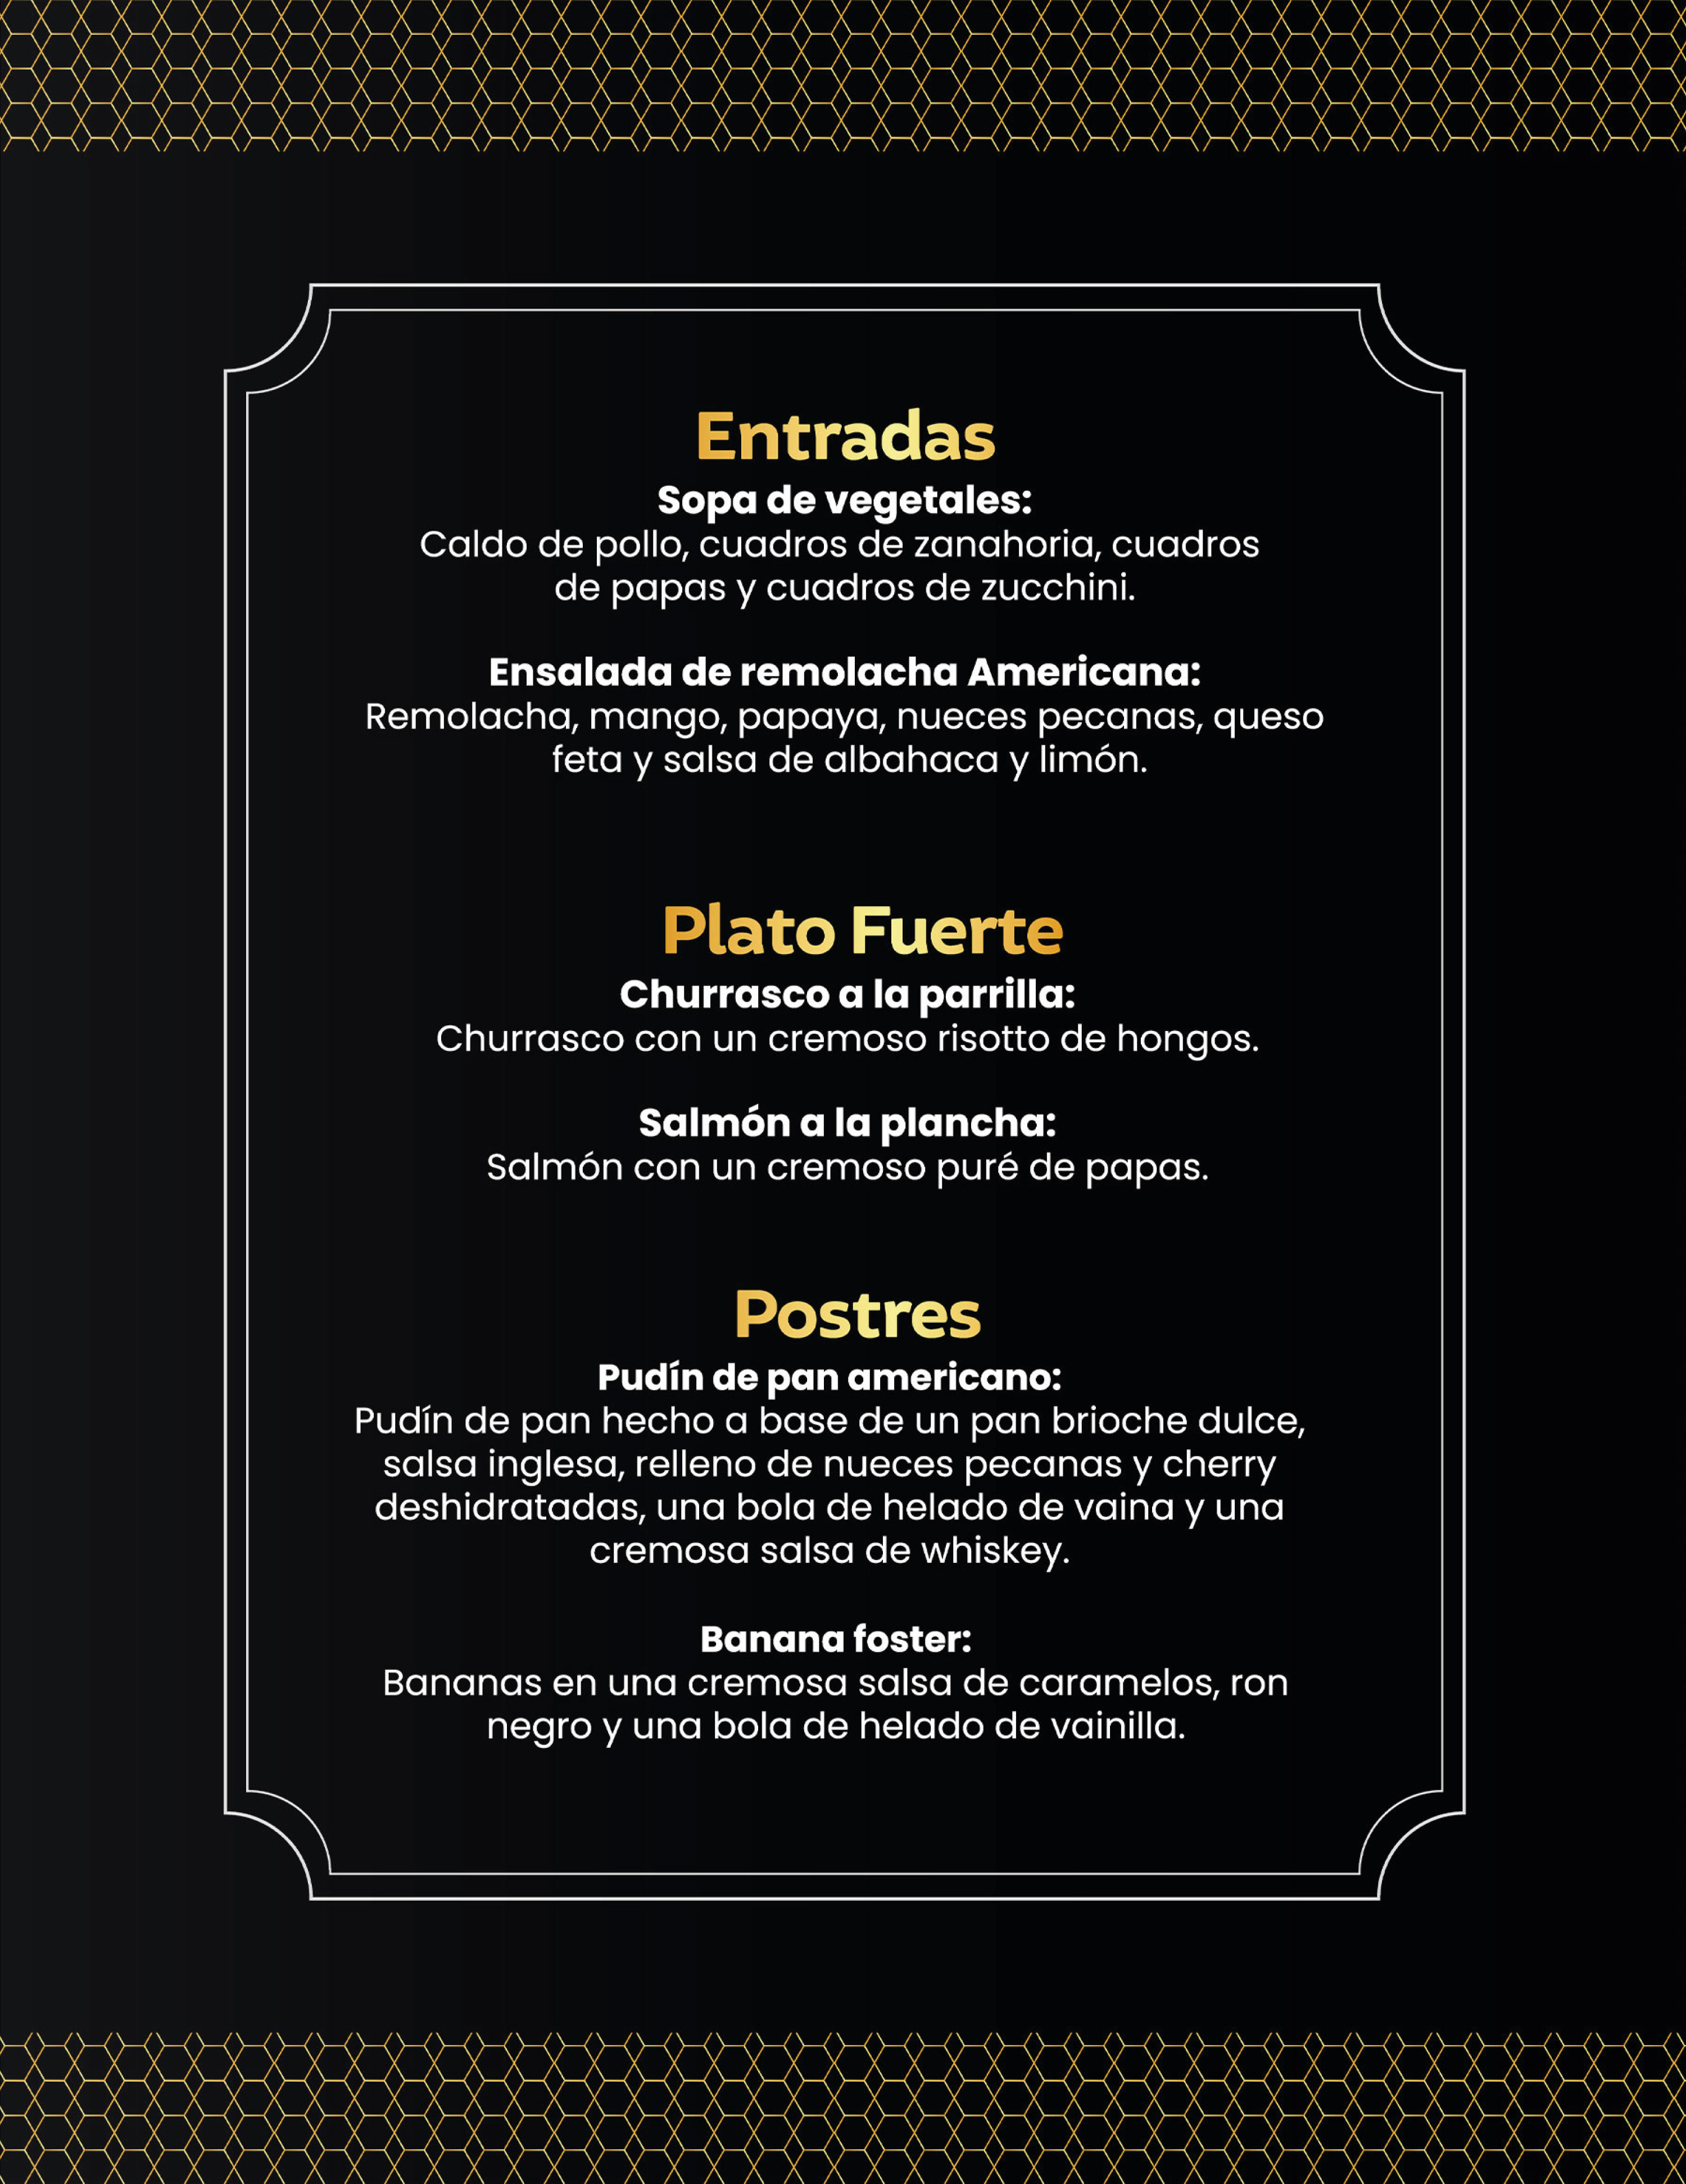 Entradas
Sopa de vegetales:
Caldo de pollo, cuadros de zanahoria, cuadros
de papas y cuadros de zucchini.
Ensalada de remolacha Americana:
Remolacha, mango, papaya, nueces pecanas, queso
feta y salsa de albahaca y limón.
Plato Fuerte
Churrasco a la parrilla:
Churrasco con un cremoso risotto de hongos.
Salmón a la plancha:
Salmón con un cremoso puré de papas.
Postres
Pudín de pan americano:
Pudín de pan hecho a base de un pan brioche dulce,
salsa inglesa, relleno de nueces pecanas y cherry
deshidratadas, una bola de helado de vaina y una
cremosa salsa de whiskey.
Banana foster:
Bananas en una cremosa salsa de caramelos, ron
negro y una bola de helado de vainilla.